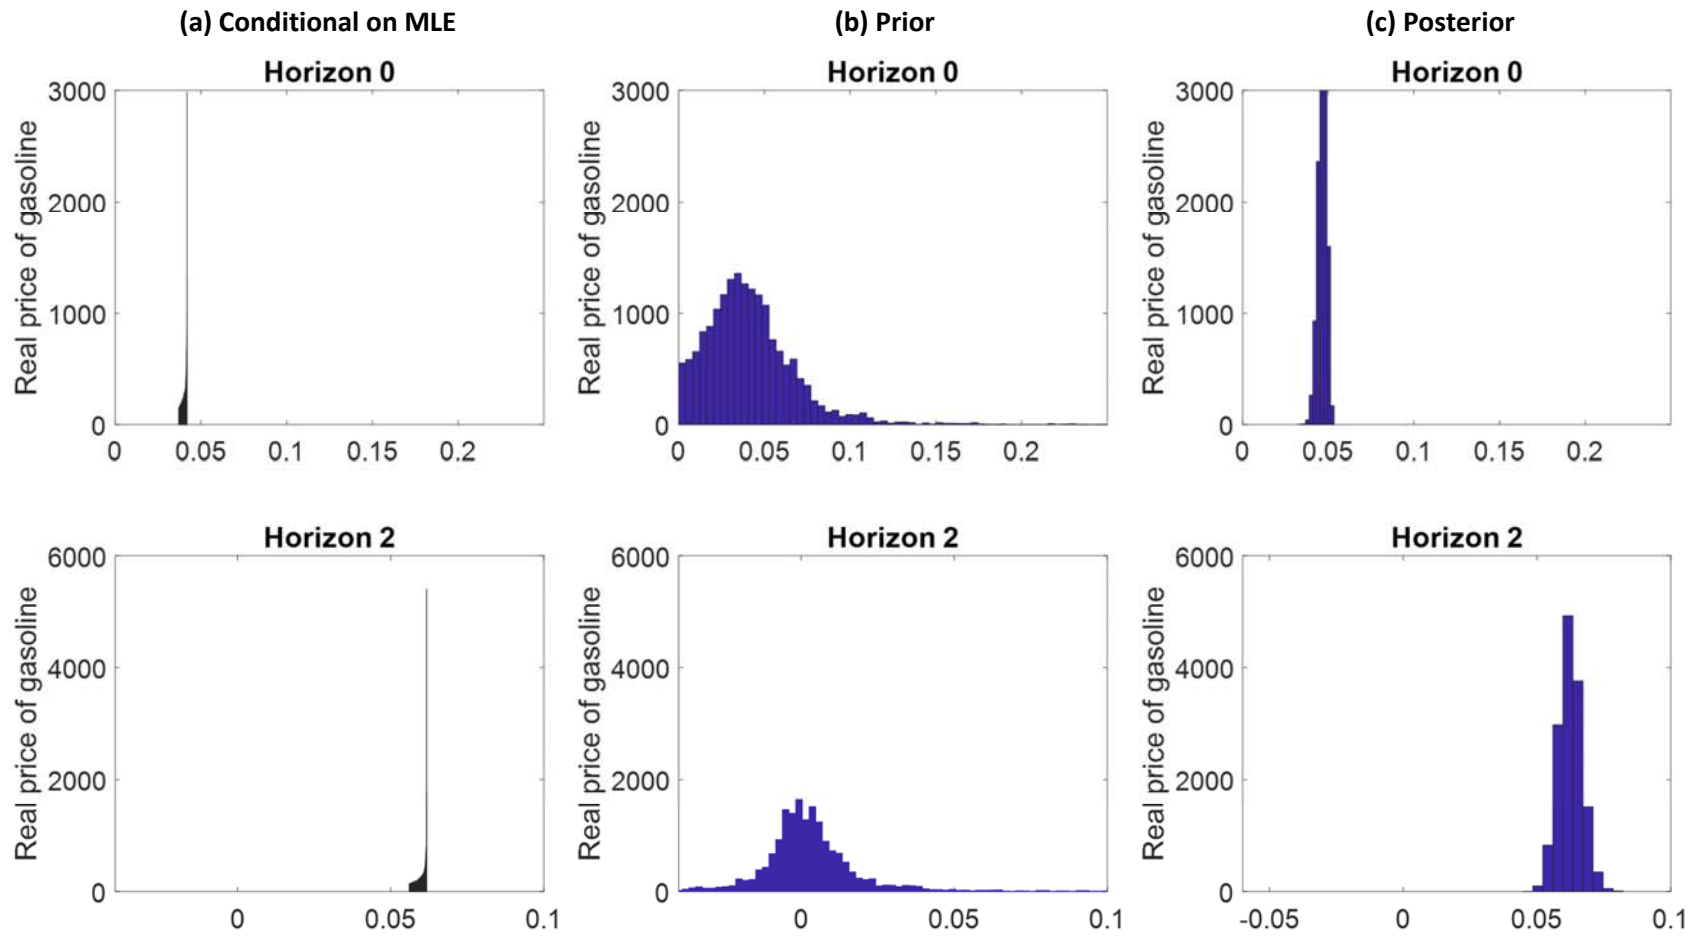 (a) Conditional on MLE
(b) Prior
(c) Posterior
Horizon 0
Real price of gasoline
3000
2000
1000
0
0 0.05 0.1 0.15 0.2
Horizon 0
Real price of gasoline
3000
2000
1000
0
0 0.05 0.1 0.15 0.2
Horizon 0
Real price of gasoline
3000
2000
1000
0
0 0.05 0.1 0.15 0.2
Horizon 2
Real price of gasoline
6000
4000
2000
0
0 0.05 0.1
Horizon 2
Real price of gasoline
6000
4000
2000
0
0 0.05 0.1
Horizon 2
Real price of gasoline
6000
4000
2000
0
-0.05 0 0.05 0.1